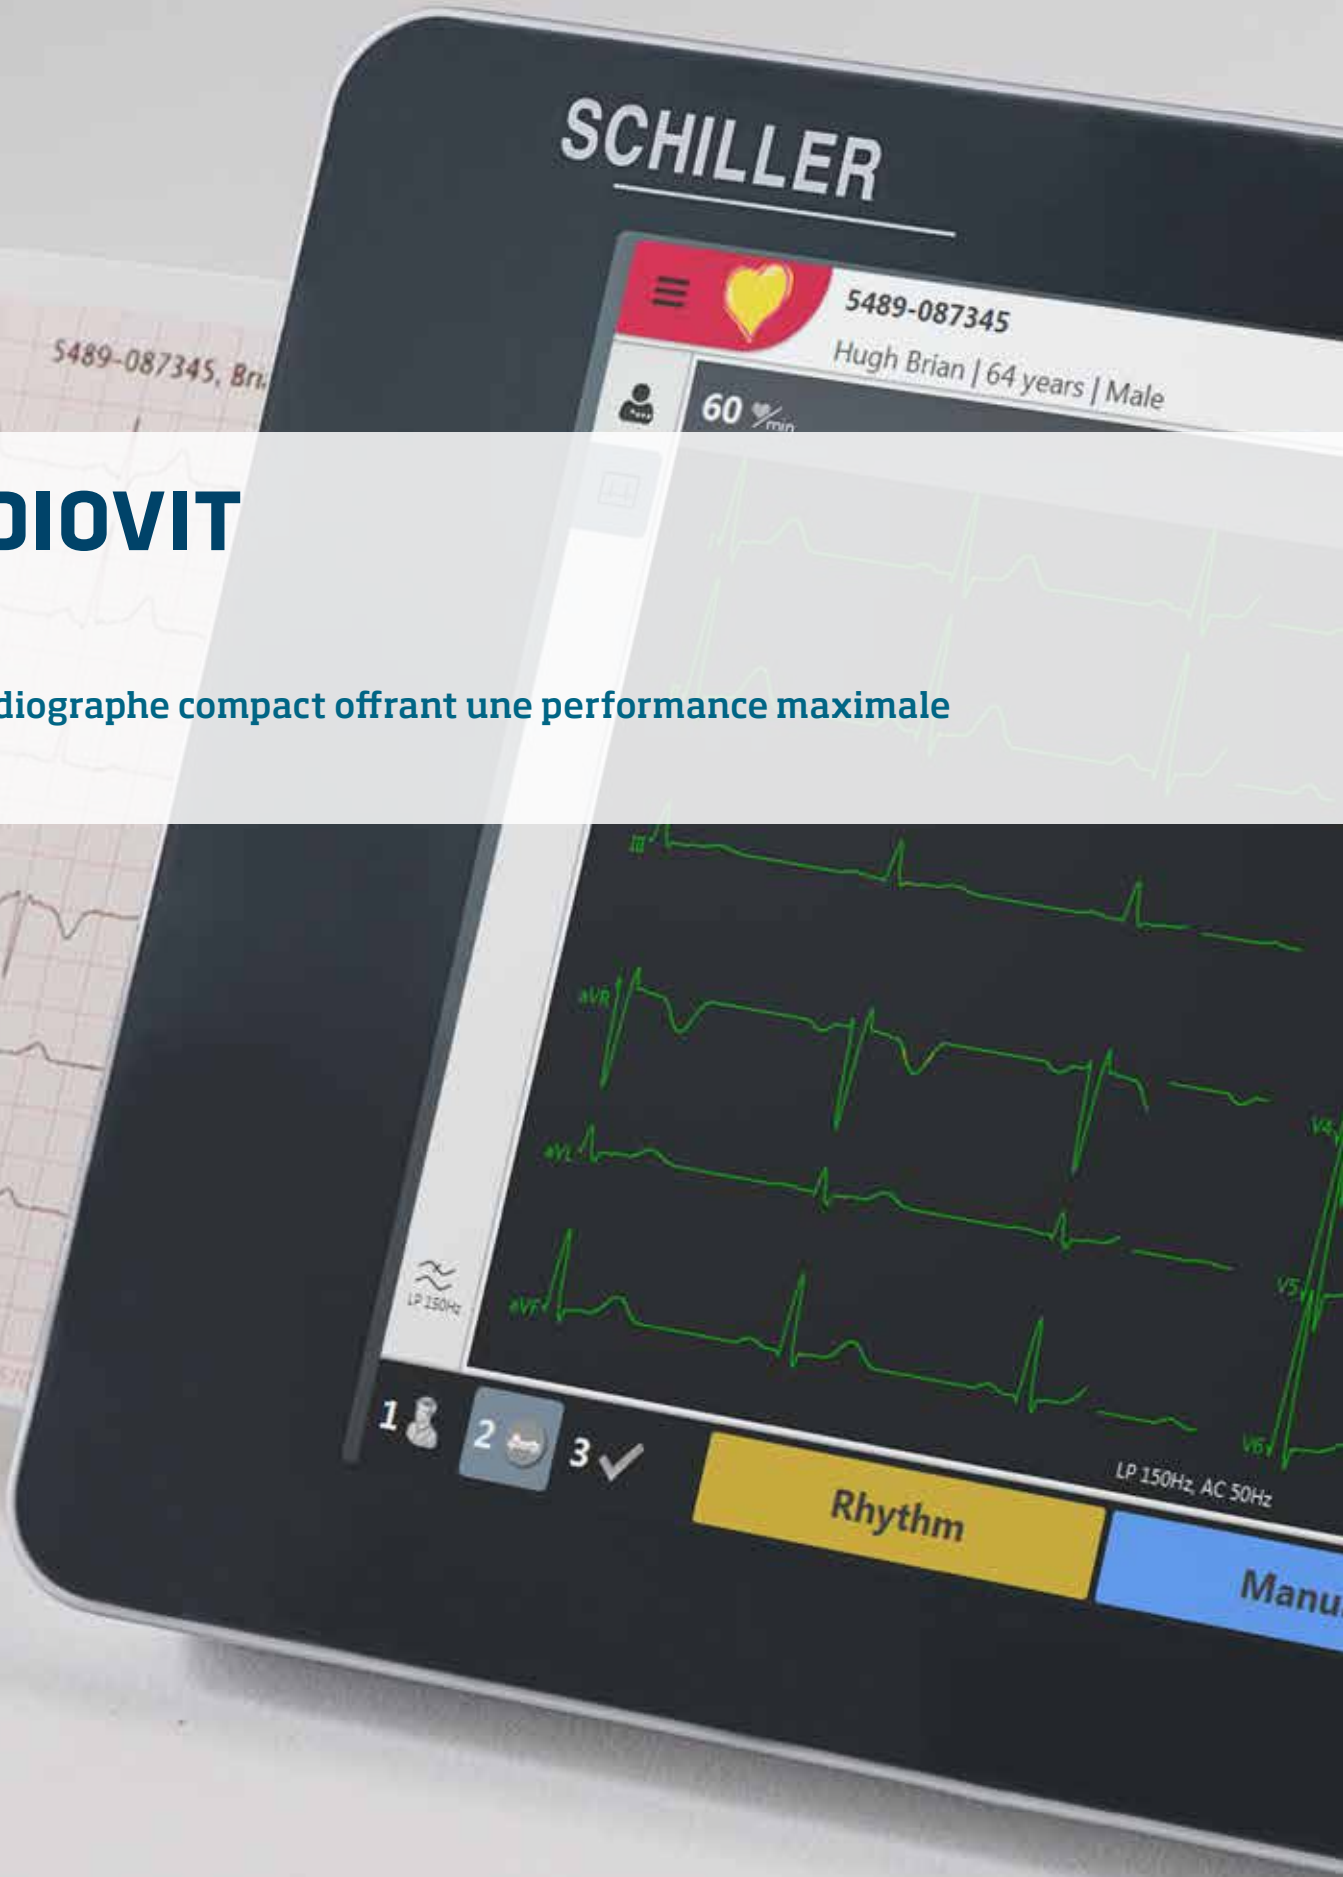 SCHILLER
5489-087345
Hugh Brian | 64 years | Male
60 /min
5489-087345, Bri
DIOVIT
diographe compact offrant une performance maximale
III
aVR
aVL
aVF
V4
V5
V6
LP 150Hz
LP 150Hz, AC 50Hz
1
2
3
Rhythm
Manu